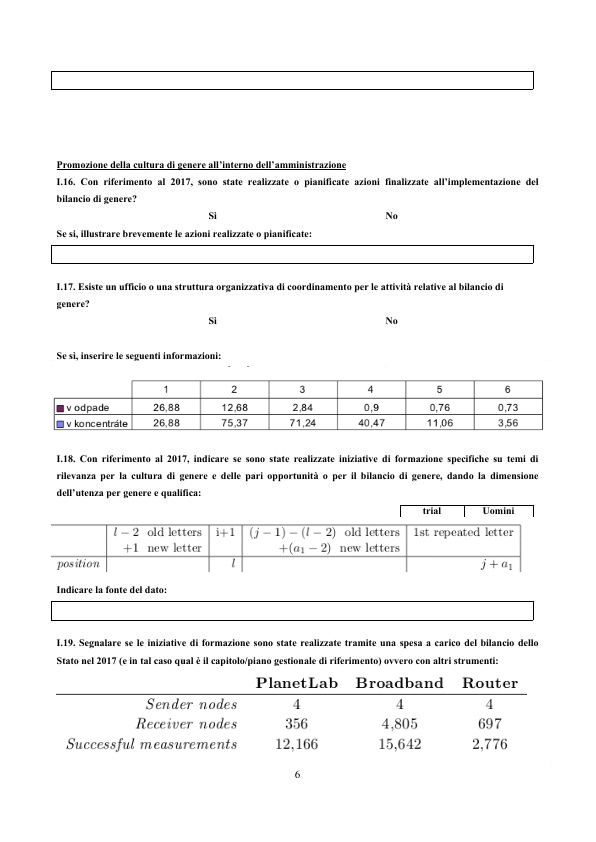 Promozione della cultura di genere all'interno dell'amministrazione
I.16. Con riferimento al 2017, sono state realizzate o pianificate azioni finalizzate all'implementazione del
bilancio di genere?
Sì No
Se sì, illustrare brevemente le azioni realizzate o pianificate:
I.17. Esiste un ufficio o una struttura organizzativa di coordinamento per le attività relative al bilancio di
genere?
Sì No
Se sì, inserire le seguenti informazioni:
1 2 3 4 5 6
v odpade 26,88 12,68 2,84 0,9 0,76 0,73
v koncentráte 26,88 75,37 71,24 40,47 11,06 3,56
I.18. Con riferimento al 2017, indicare se sono state realizzate iniziative di formazione specifiche su temi di
rilevanza per la cultura di genere e delle pari opportunità o per il bilancio di genere, dando la dimensione
dell'utenza per genere e qualifica:
trial Uomini
l − 2 old letters i+1 (j − 1) − (l − 2) old letters 1st repeated letter
+1 new letter +(a₁ − 2) new letters
position l j + a₁
Indicare la fonte del dato:
I.19. Segnalare se le iniziative di formazione sono state realizzate tramite una spesa a carico del bilancio dello
Stato nel 2017 (e in tal caso qual è il capitolo/piano gestionale di riferimento) ovvero con altri strumenti:
PlanetLab Broadband Router
Sender nodes 4 4 4
Receiver nodes 356 4,805 697
Successful measurements 12,166 15,642 2,776
6